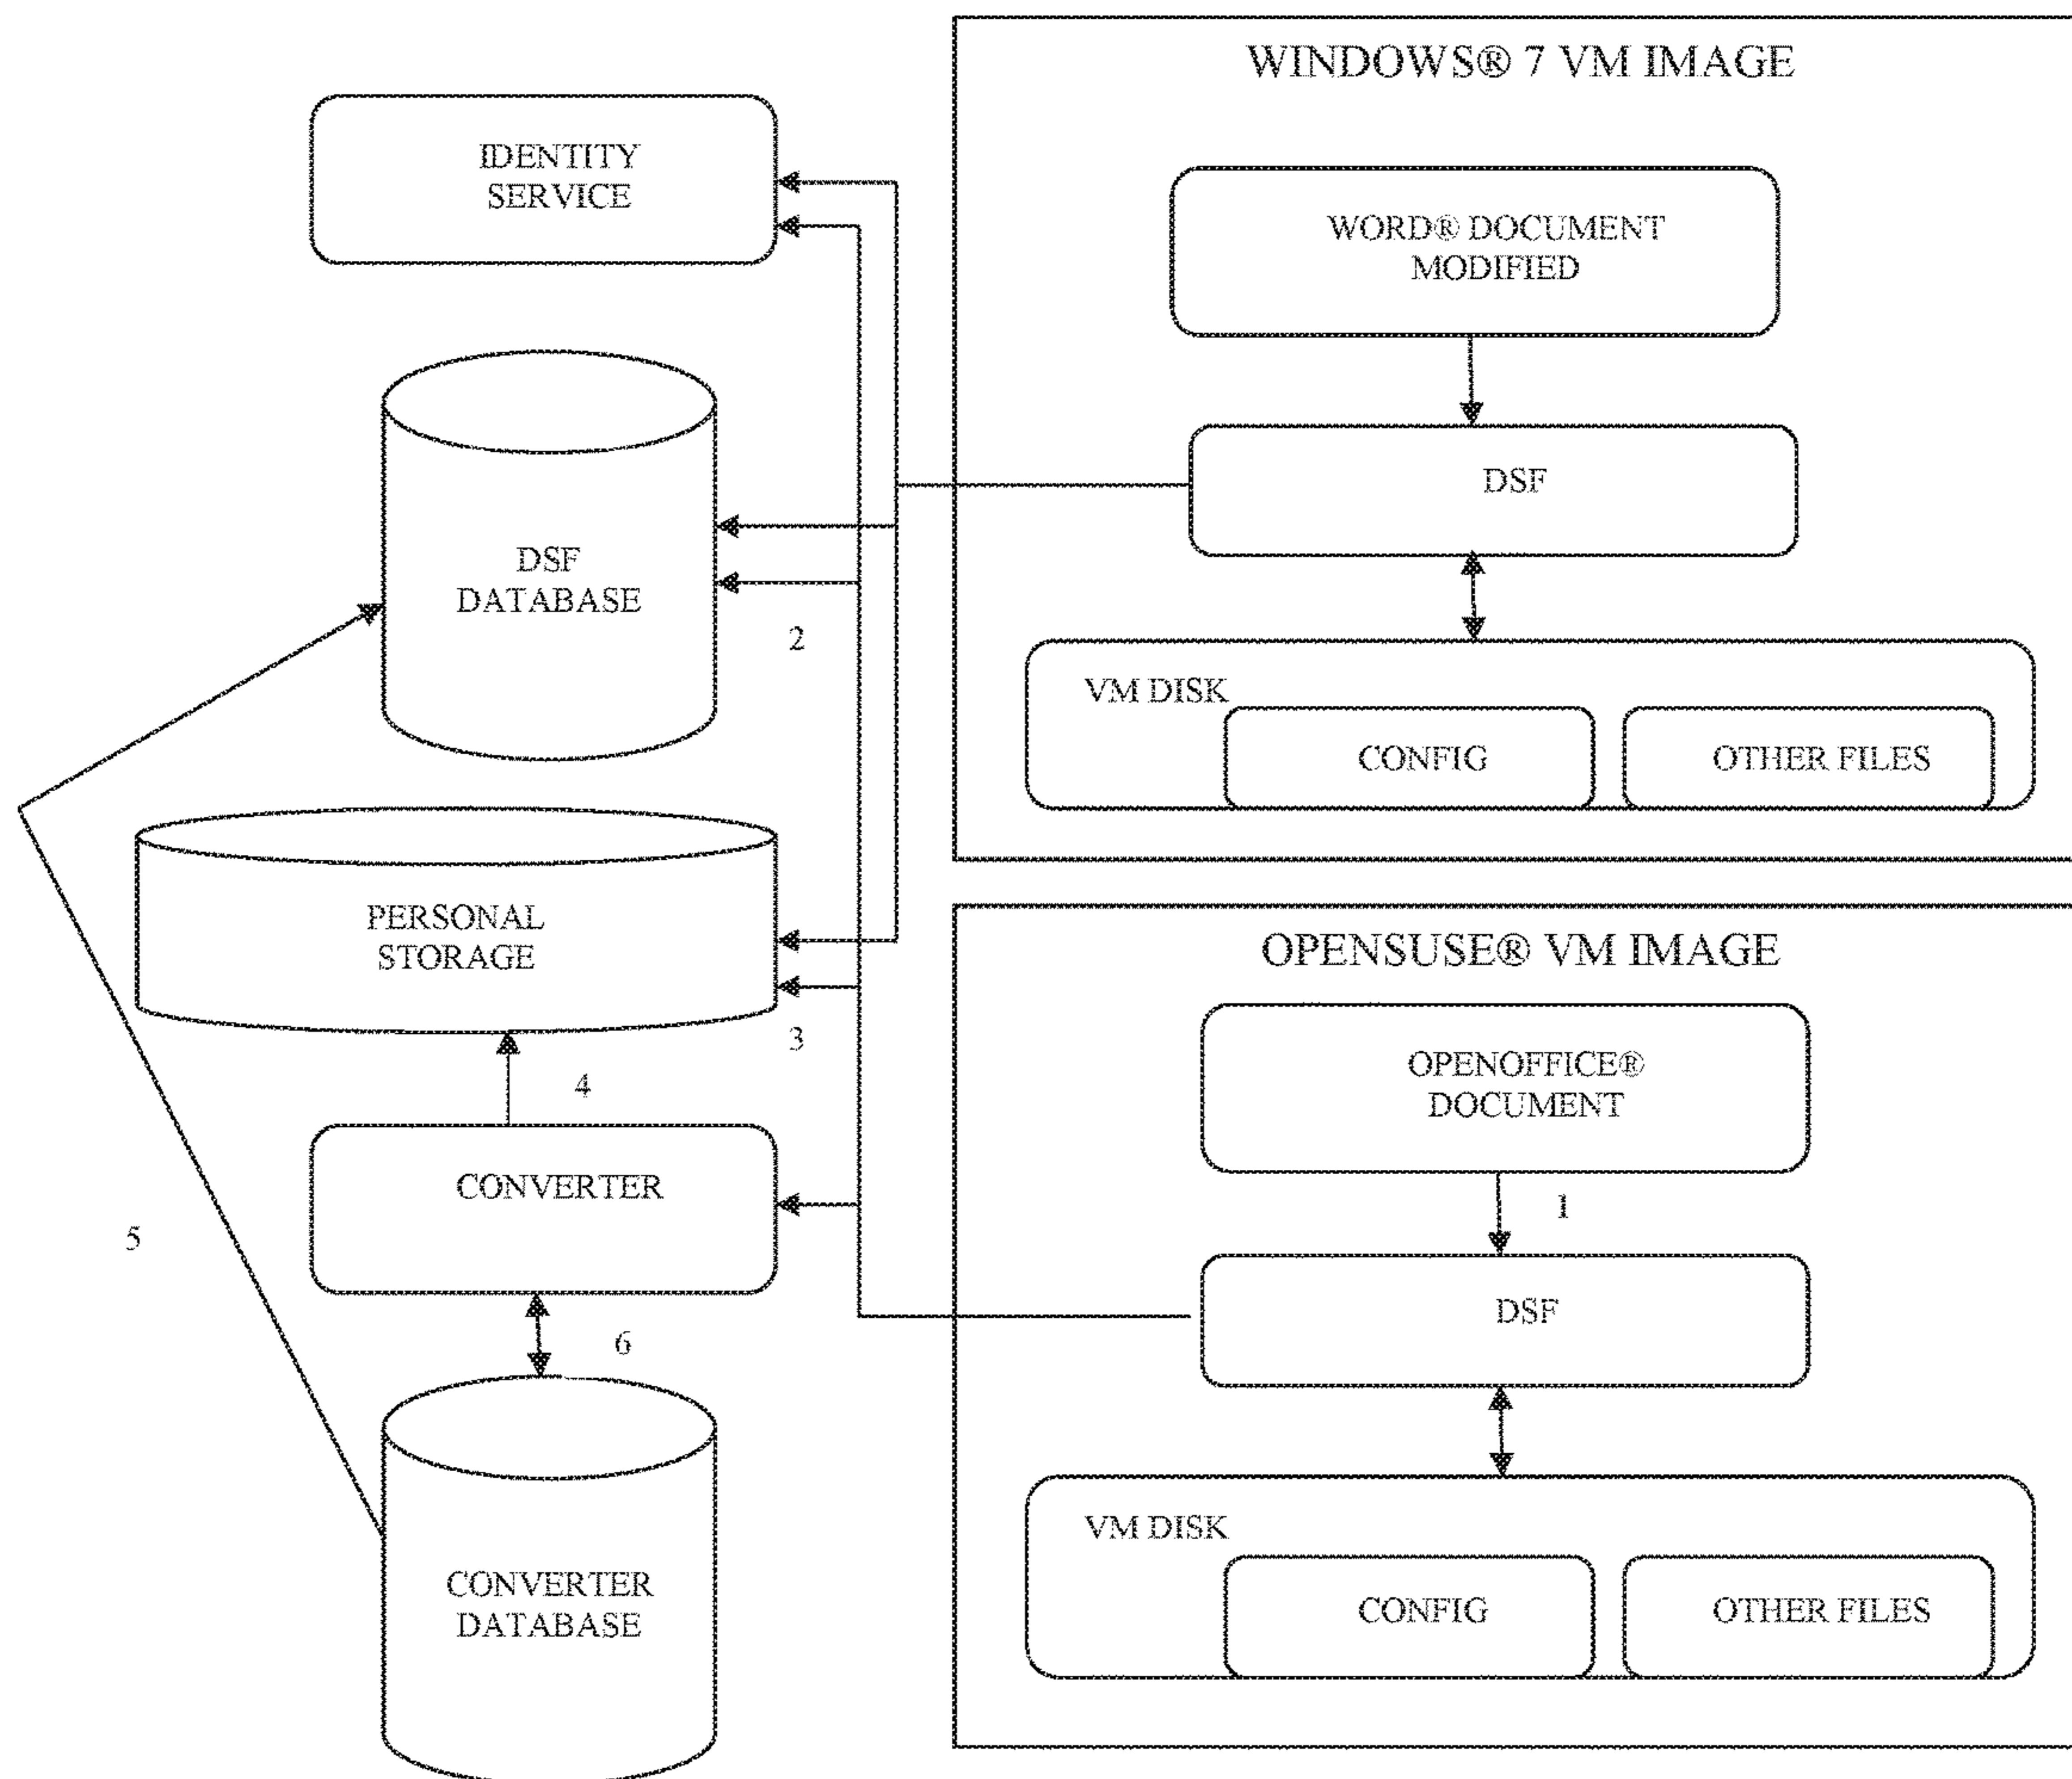 WINDOWS® 7 VM IMAGE
IDENTITY
SERVICE
WORD® DOCUMENT
MODIFIED
DSF
DSF
DATABASE
2
VM DISK
CONFIG
OTHER FILES
PERSONAL
STORAGE
3
OPENSUSE® VM IMAGE
OPENOFFICE®
DOCUMENT
4
CONVERTER
1
5
DSF
6
VM DISK
CONFIG
OTHER FILES
CONVERTER
DATABASE